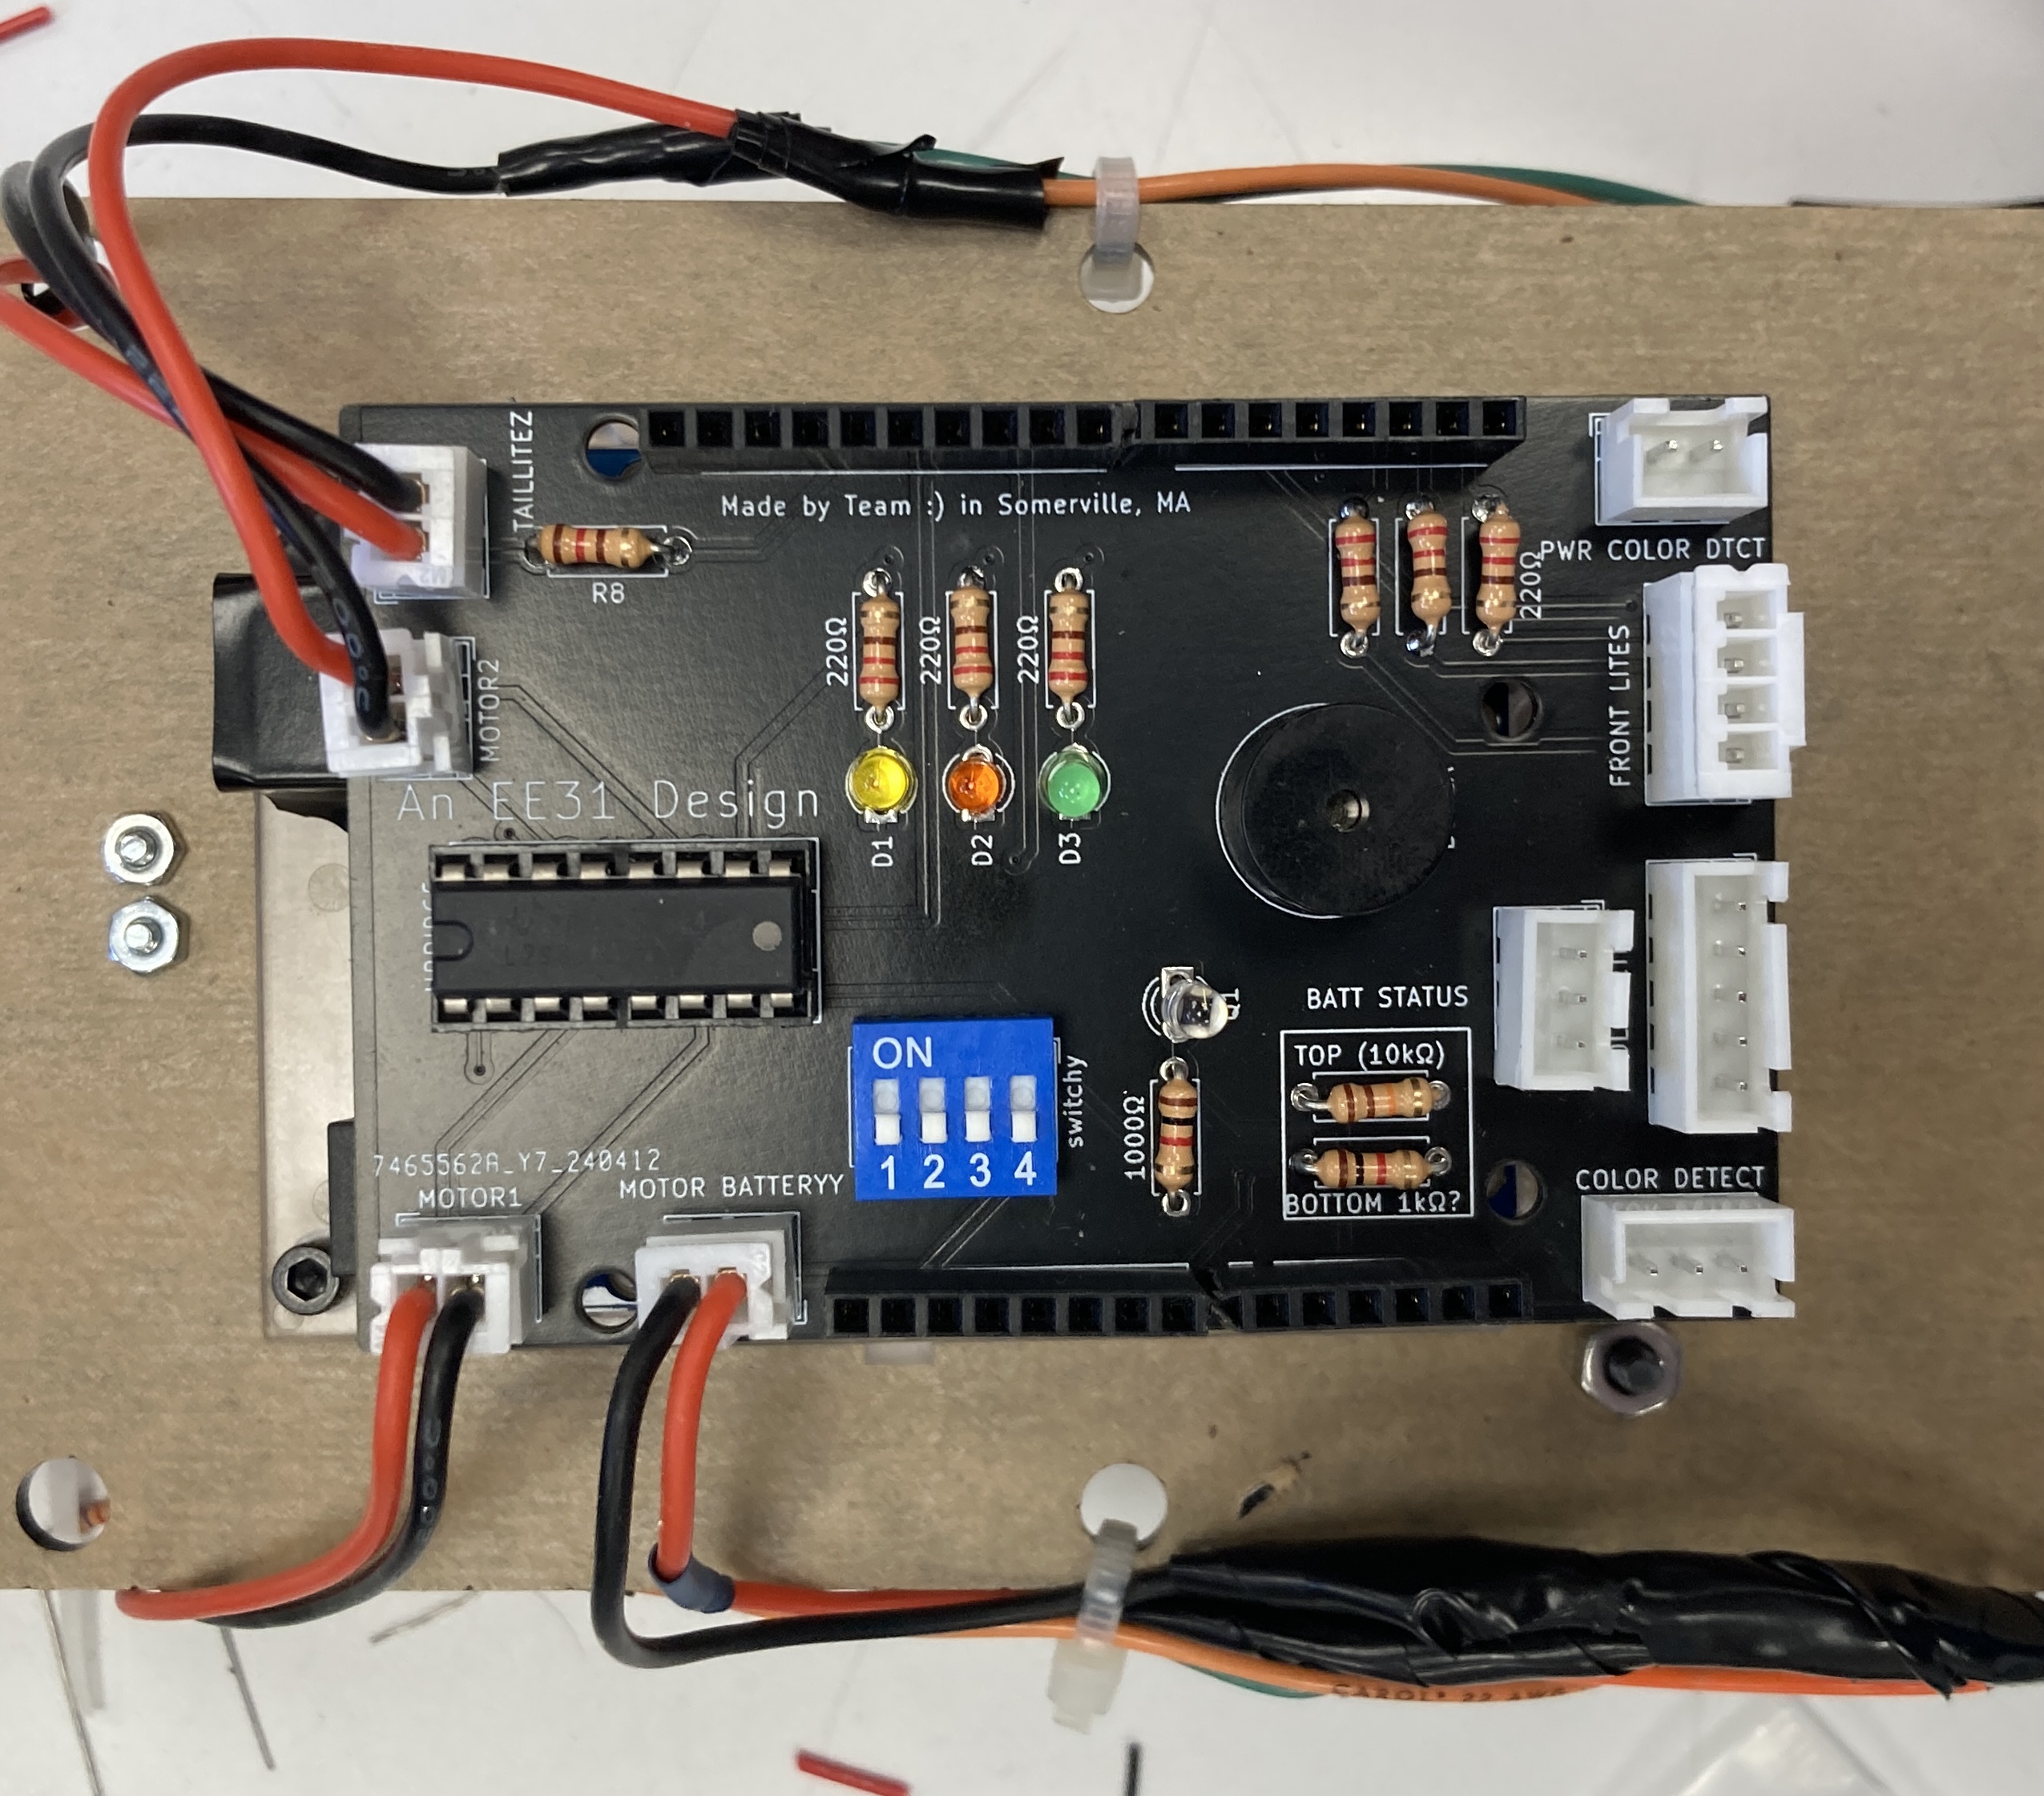 TAILLITEZ
Made by Team :) in Somerville, MA
PWR COLOR DTCT
R8
220Ω
220Ω
220Ω
220Ω
FRONT LITES
MOTOR2
An EE31 Design
D1
D2
D3
Q1
BATT STATUS
ON
TOP (10kΩ)
switchy
1000Ω
1 2 3 4
7465562A_Y7_240412
MOTOR BATTERYY
MOTOR1
COLOR DETECT
BOTTOM 1kΩ?